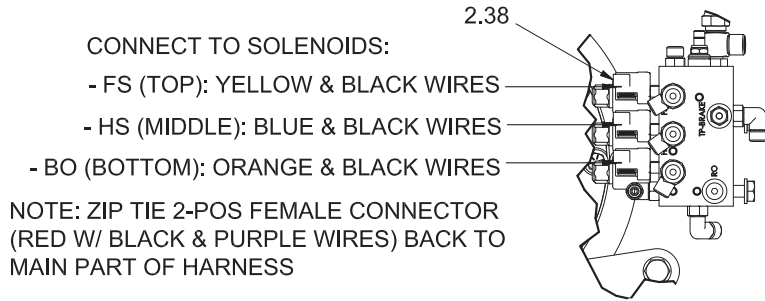 2.38
CONNECT TO SOLENOIDS:
- FS (TOP): YELLOW & BLACK WIRES
- HS (MIDDLE): BLUE & BLACK WIRES
- BO (BOTTOM): ORANGE & BLACK WIRES
NOTE: ZIP TIE 2-POS FEMALE CONNECTOR
(RED W/ BLACK & PURPLE WIRES) BACK TO
MAIN PART OF HARNESS
TP-BRAKE
RO